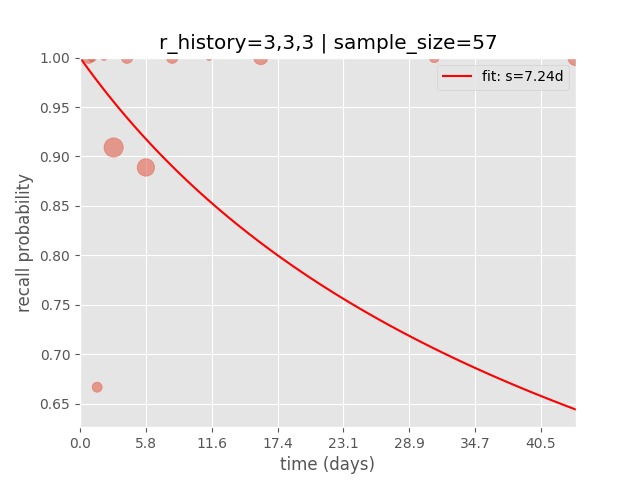 r_history=3,3,3 | sample_size=57
fit: s=7.24d
recall probability
1.00
0.95
0.90
0.85
0.80
0.75
0.70
0.65
0.0 5.8 11.6 17.4 23.1 28.9 34.7 40.5
time (days)